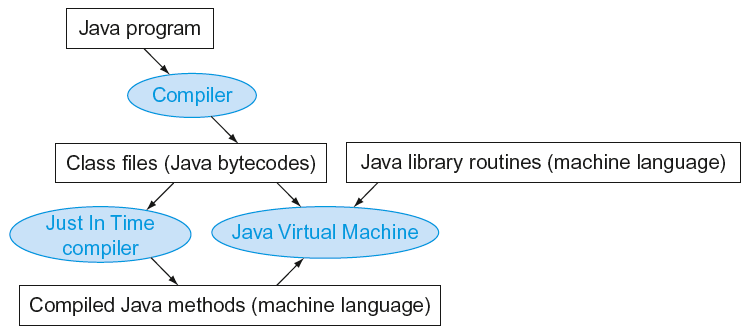 Java program
Compiler
Class files (Java bytecodes)
Java library routines (machine language)
Just In Time
compiler
Java Virtual Machine
Compiled Java methods (machine language)